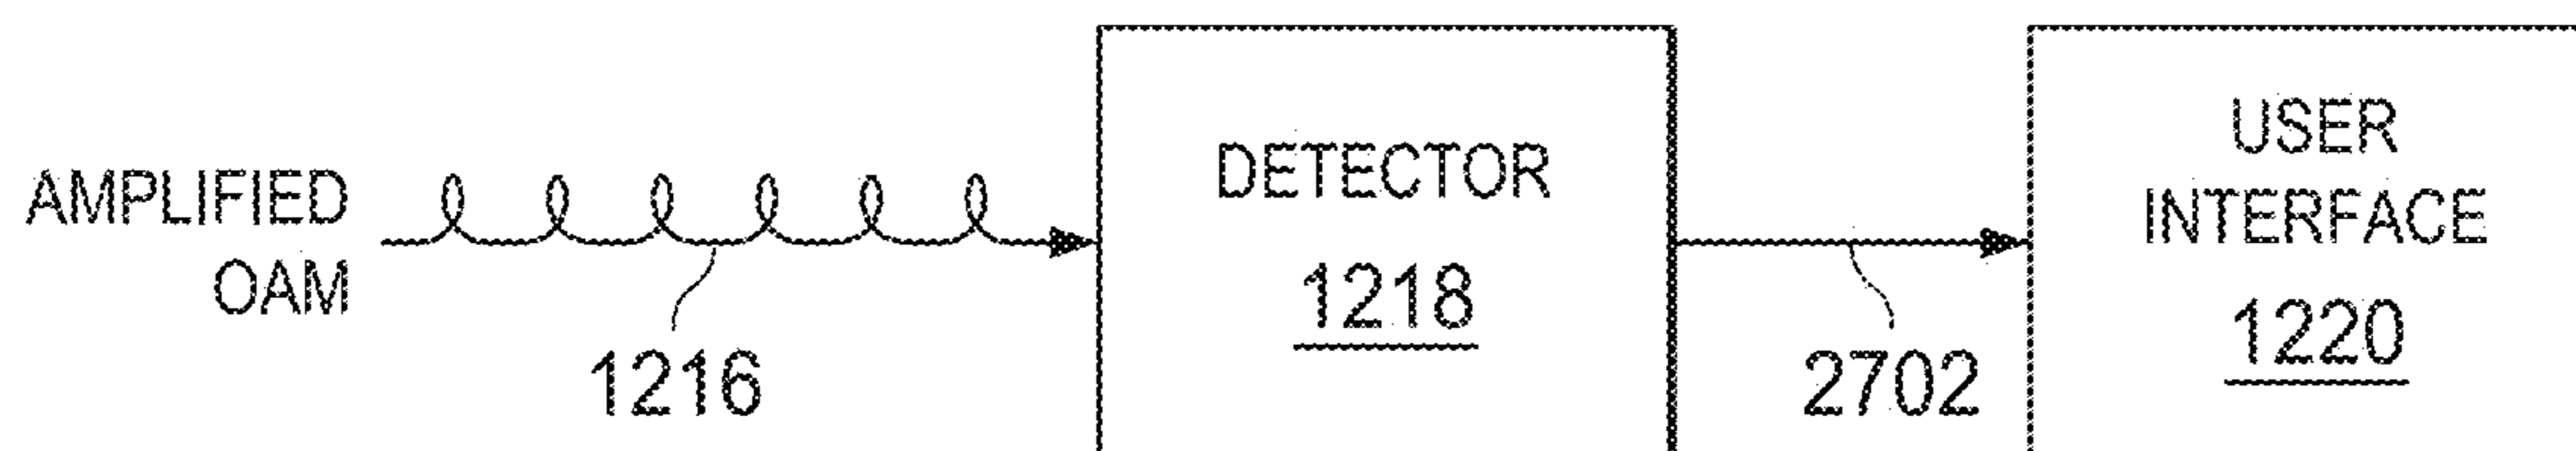 AMPLIFIED
OAM
1216
DETECTOR
1218
2702
USER
INTERFACE
1220